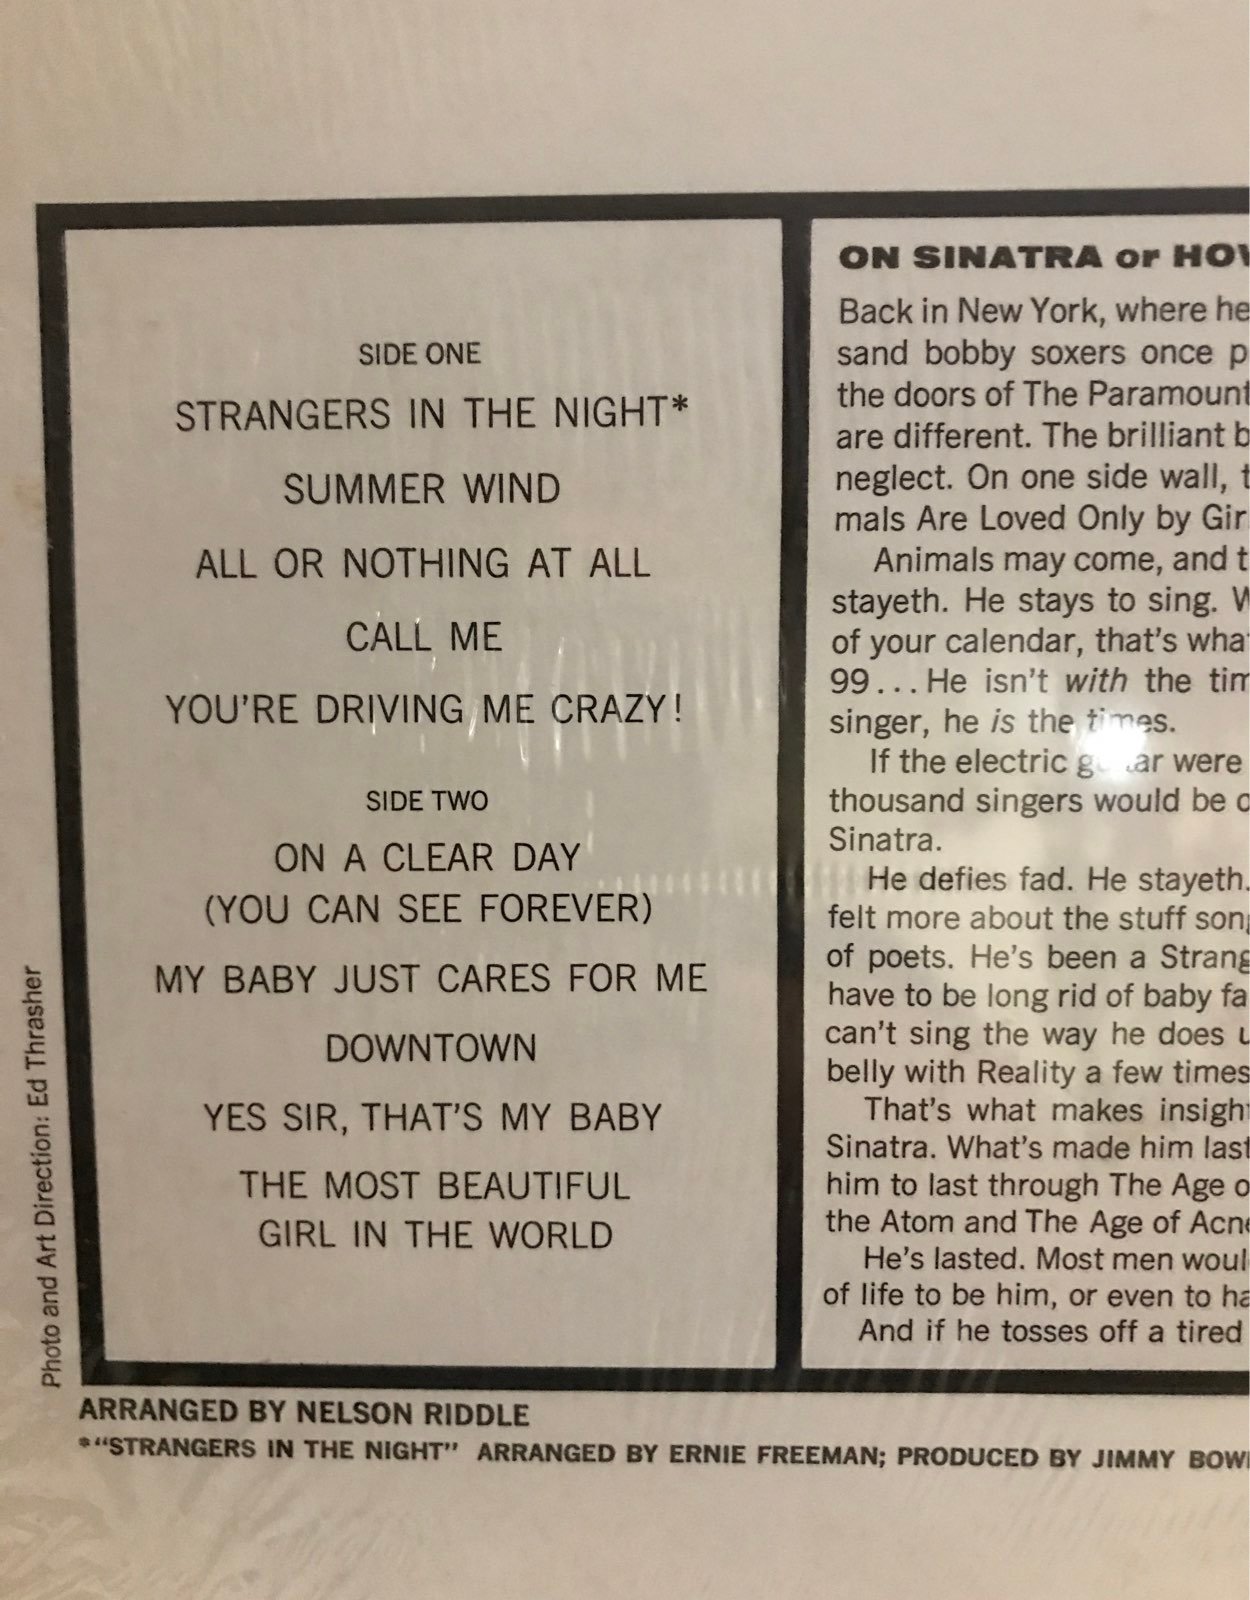 SIDE ONE
STRANGERS IN THE NIGHT*
SUMMER WIND
ALL OR NOTHING AT ALL
CALL ME
YOU'RE DRIVING ME CRAZY!
SIDE TWO
ON A CLEAR DAY
(YOU CAN SEE FOREVER)
MY BABY JUST CARES FOR ME
DOWNTOWN
YES SIR, THAT'S MY BABY
THE MOST BEAUTIFUL
GIRL IN THE WORLD
Photo and Art Direction: Ed Thrasher
ARRANGED BY NELSON RIDDLE
*"STRANGERS IN THE NIGHT" ARRANGED BY ERNIE FREEMAN; PRODUCED BY JIMMY
ON SINATRA or
Back in New York, where he
sand bobby soxers once
the doors of The Paramount
are different. The brilliant
neglect. On one side wall,
mals Are Loved Only by
Animals may come, and
stayeth. He stays to sing.
of your calendar, that's
99... He isn't with the
singer, he is the times.
If the electric were
thousand singers would be
Sinatra.
He defies fad. He stayeth.
felt more about the stuff
of poets. He's been a
have to be long rid of baby
can't sing the way he does
belly with Reality a few times
That's what makes
Sinatra. What's made him last
him to last through The Age
the Atom and The Age of
He's lasted. Most men
of life to be him, or even to
And if he tosses off a tired